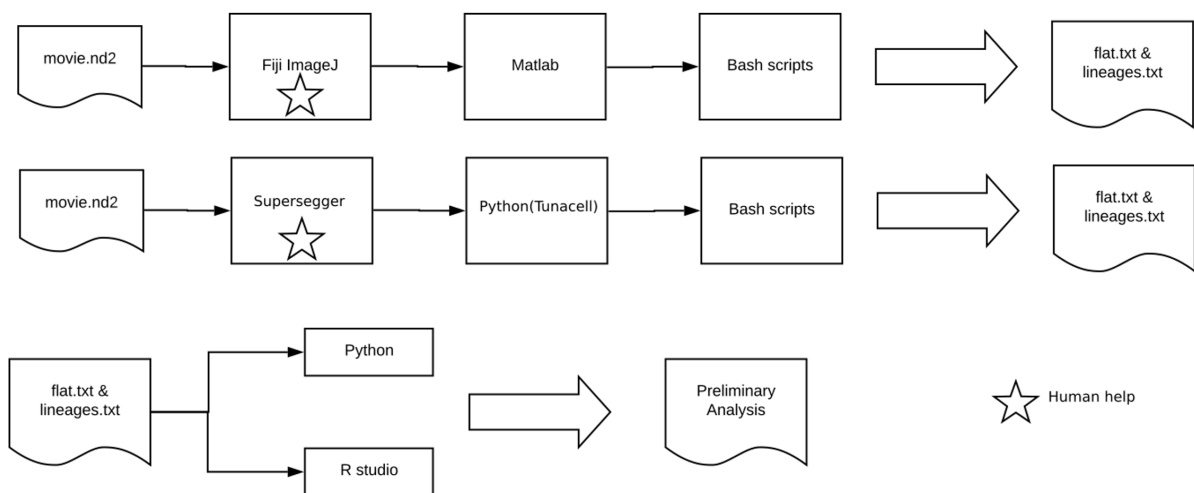 movie.nd2
Fiji ImageJ
Matlab
Bash scripts
flat.txt &
lineages.txt
movie.nd2
Supersegger
Python(Tunacell)
Bash scripts
flat.txt &
lineages.txt
flat.txt &
lineages.txt
Python
R studio
Preliminary
Analysis
Human help